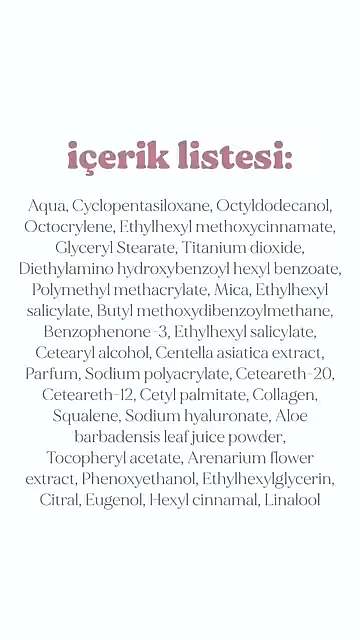 içerik listesi:
Aqua, Cyclopentasiloxane, Octyldodecanol,
Octocrylene, Ethylhexyl methoxycinnamate,
Glyceryl Stearate, Titanium dioxide,
Diethylamino hydroxybenzoyl hexyl benzoate,
Polymethyl methacrylate, Mica, Ethylhexyl
salicylate, Butyl methoxydibenzoylmethane,
Benzophenone-3, Ethylhexyl salicylate,
Cetearyl alcohol, Centella asiatica extract,
Parfum, Sodium polyacrylate, Ceteareth-20,
Ceteareth-12, Cetyl palmitate, Collagen,
Squalene, Sodium hyaluronate, Aloe
barbadensis leaf juice powder,
Tocopheryl acetate, Arenarium flower
extract, Phenoxyethanol, Ethylhexylglycerin,
Citral, Eugenol, Hexyl cinnamal, Linalool